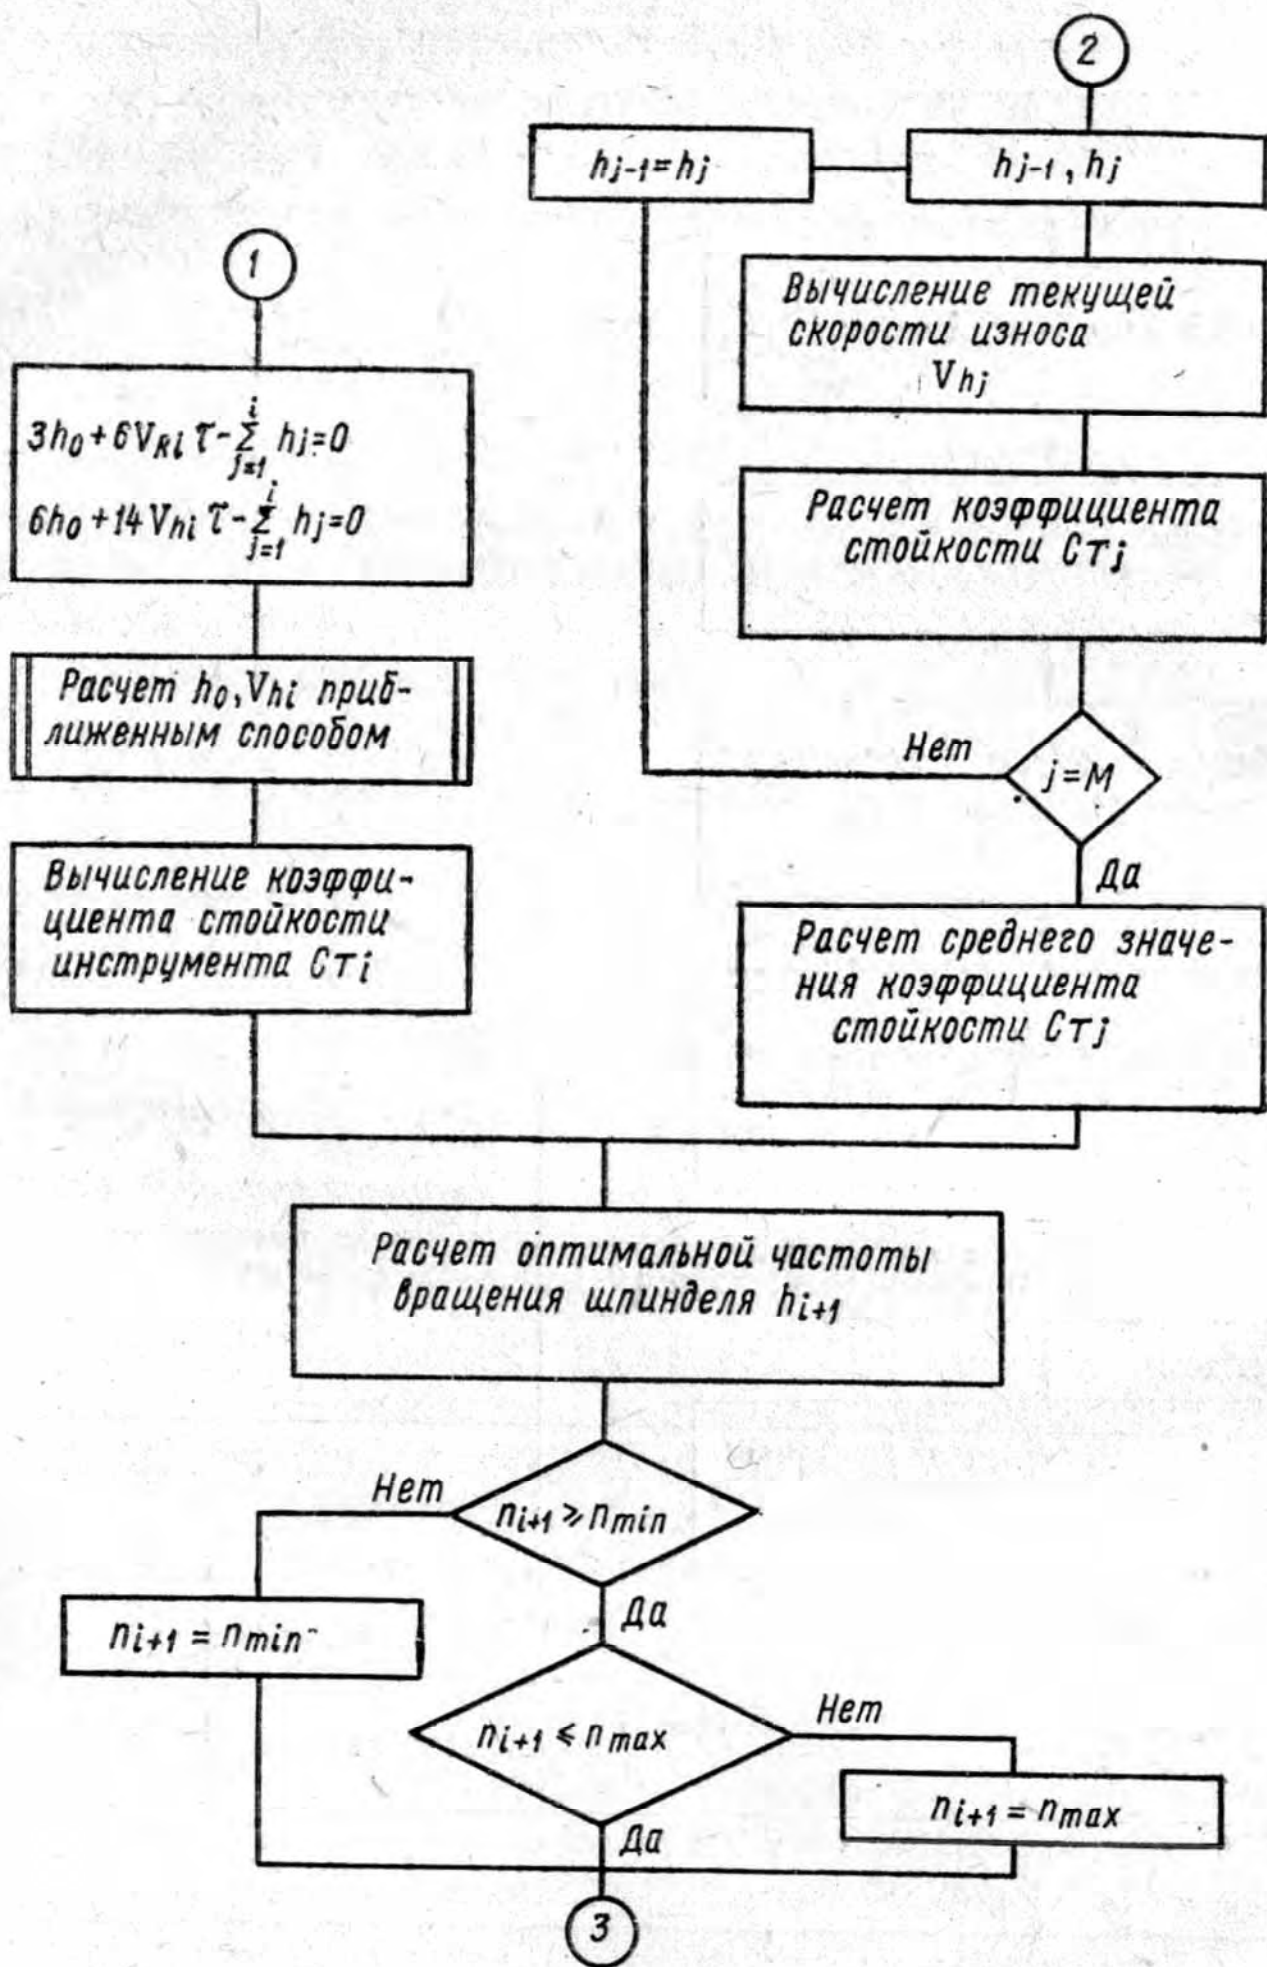 2
hj-1=hj
hj-1, hj
Вычисление текущей
скорости износа
Vhj
Расчет коэффициента
стойкости Cтj
Нет
j=M
Да
Расчет среднего значе-
ния коэффициента
стойкости Cтj
1
3h0+6VRi τ-∑ i j=1 hj=0
6h0+14Vhi τ-∑ i j=1 hj=0
Расчет h0, Vhi приб-
лиженным способом
Вычисление коэффи-
циента стойкости
инструмента Cтi
Расчет оптимальной частоты
вращения шпинделя hi+1
Нет
ni+1 ⩾ nmin
Да
ni+1 = nmin
ni+1 ⩽ nmax
Нет
ni+1 = nmax
Да
3